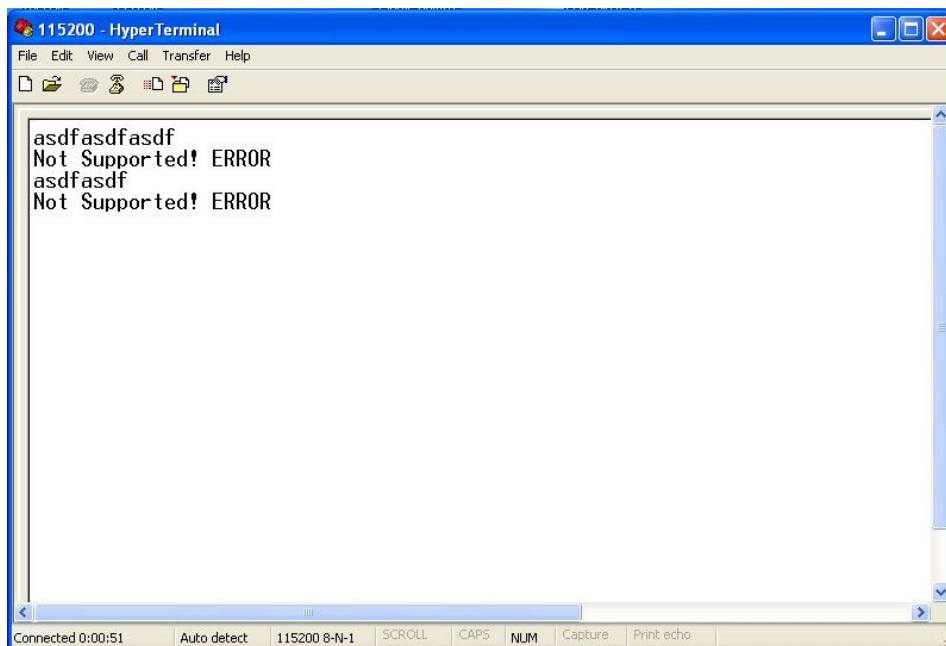 115200 - HyperTerminal
File Edit View Call Transfer Help
asdfasdfasdf
Not Supported! ERROR
asdfasdf
Not Supported! ERROR
Connected 0:00:51 Auto detect 115200 8-N-1 SCROLL CAPS NUM Capture Print echo